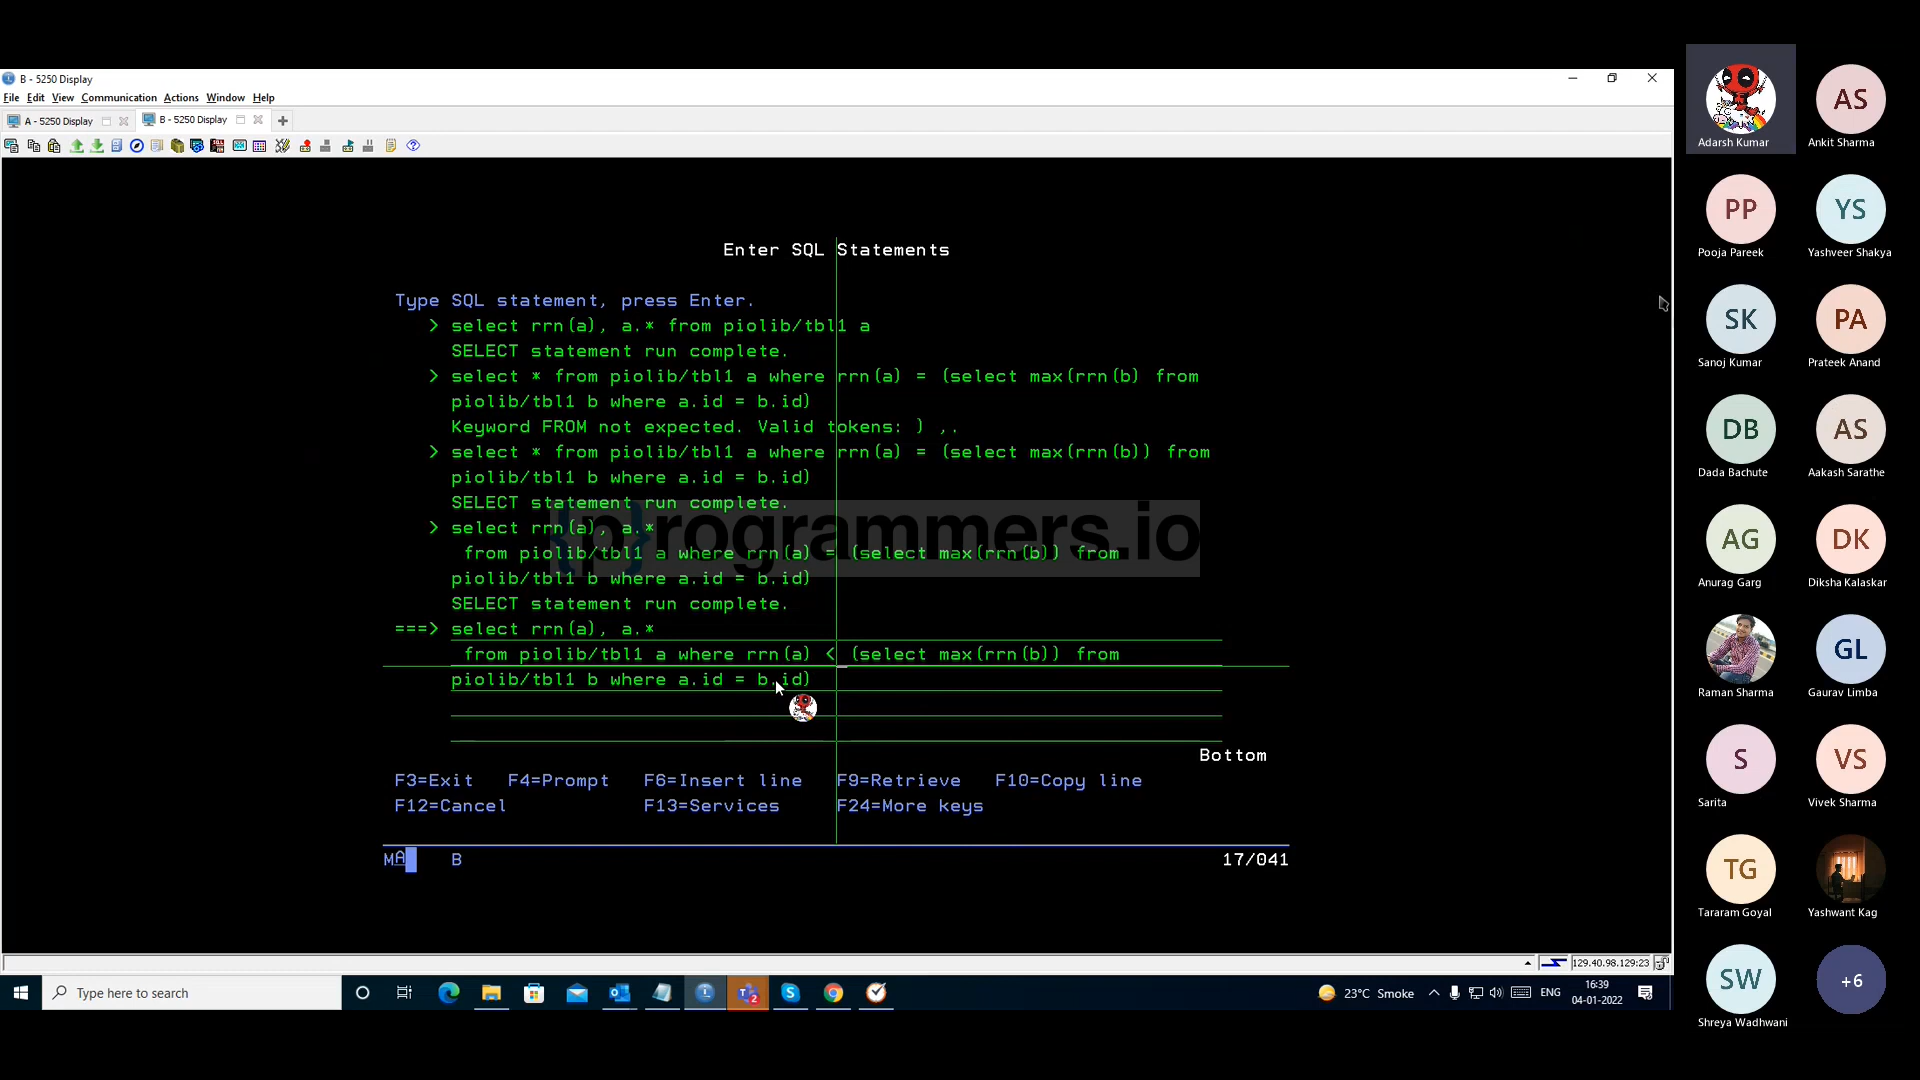 B - 5250 Display
File Edit View Communication Actions Window Help
A - 5250 Display
B - 5250 Display
Enter SQL Statements
Type SQL statement, press Enter.
> select rrn(a), a.* from piolib/tbl1 a
SELECT statement run complete.
> select * from piolib/tbl1 a where rrn(a) = (select max(rrn(b) from
piolib/tbl1 b where a.id = b.id)
Keyword FROM not expected. Valid tokens: ) ,.
> select * from piolib/tbl1 a where rrn(a) = (select max(rrn(b)) from
piolib/tbl1 b where a.id = b.id)
SELECT statement run complete.
> select rrn(a), a.*
from piolib/tbl1 a where rrn(a) = (select max(rrn(b)) from
piolib/tbl1 b where a.id = b.id)
SELECT statement run complete.
===> select rrn(a), a.*
from piolib/tbl1 a where rrn(a) < (select max(rrn(b)) from
piolib/tbl1 b where a.id = b.id)
Bottom
F3=Exit F4=Prompt F6=Insert line F9=Retrieve F10=Copy line
F12=Cancel F13=Services F24=More keys
MA B 17/041
{p}rogrammers.io
129.40.98.129:23
Type here to search
23°C Smoke
ENG
16:39
04-01-2022
Adarsh Kumar
AS
Ankit Sharma
PP
Pooja Pareek
YS
Yashveer Shakya
SK
Sanoj Kumar
PA
Prateek Anand
DB
Dada Bachute
AS
Aakash Sarathe
AG
Anurag Garg
DK
Diksha Kalaskar
Raman Sharma
GL
Gaurav Limba
S
Sarita
VS
Vivek Sharma
TG
Tararam Goyal
Yashwant Kag
SW
Shreya Wadhwani
+6